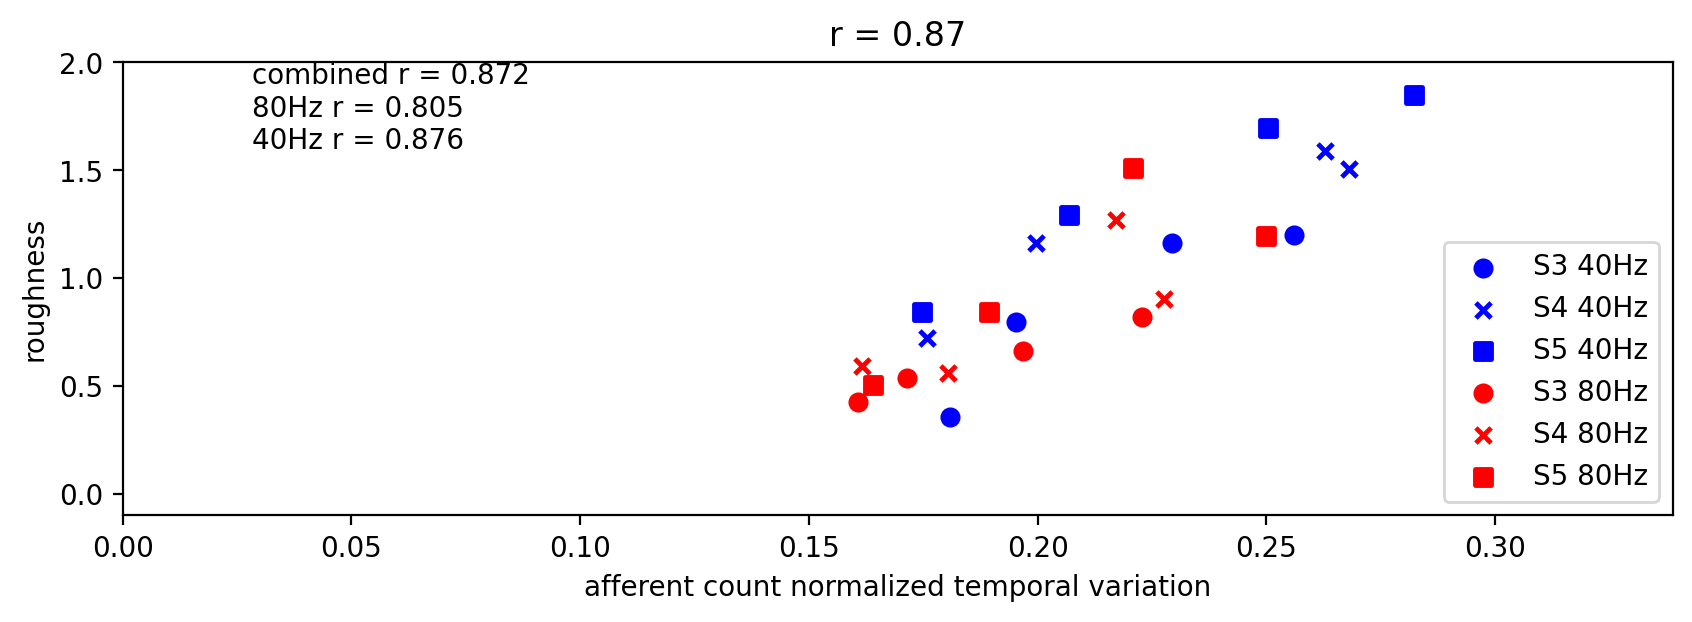 r = 0.87
combined r = 0.872
80Hz r = 0.805
40Hz r = 0.876
2.0
1.5
1.0
0.5
0.0
roughness
S3 40Hz
S4 40Hz
S5 40Hz
S3 80Hz
S4 80Hz
S5 80Hz
0.00 0.05 0.10 0.15 0.20 0.25 0.30
afferent count normalized temporal variation